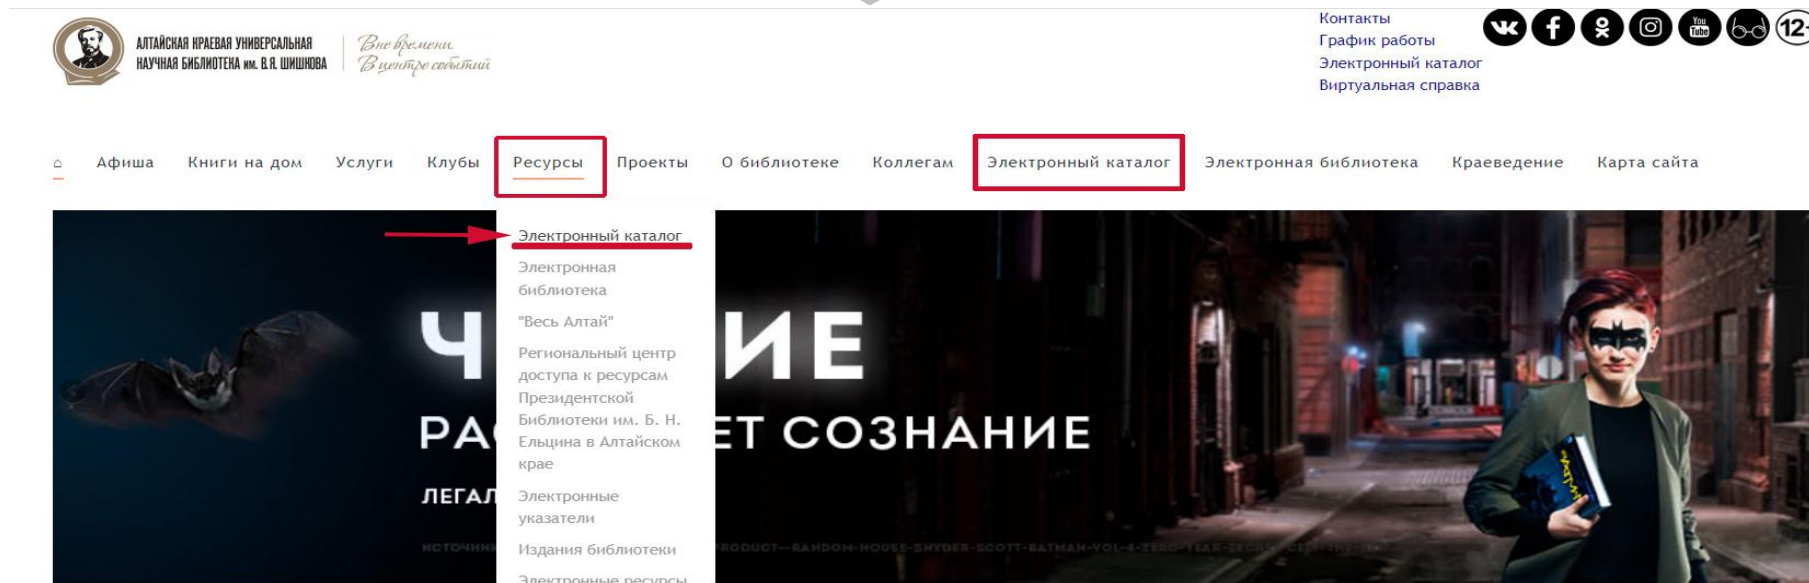 АЛТАЙСКАЯ КРАЕВАЯ УНИВЕРСАЛЬНАЯ
НАУЧНАЯ БИБЛИОТЕКА им. В.Я. ШИШКОВА
Вне времени.
В центре событий
Контакты
График работы
Электронный каталог
Виртуальная справка
You
Tube
12+
Афиша Книги на дом Услуги Клубы Ресурсы Проекты О библиотеке Коллегам Электронный каталог Электронная библиотека Краеведение Карта сайта
Электронный каталог
Электронная
библиотека
"Весь Алтай"
Региональный центр
доступа к ресурсам
Президентской
Библиотеки им. Б. Н.
Ельцина в Алтайском
крае
Электронные
указатели
Издания библиотеки
Электронные ресурсы
Ч ИЕ
РА ЕТ СОЗНАНИЕ
ЛЕГАЛ